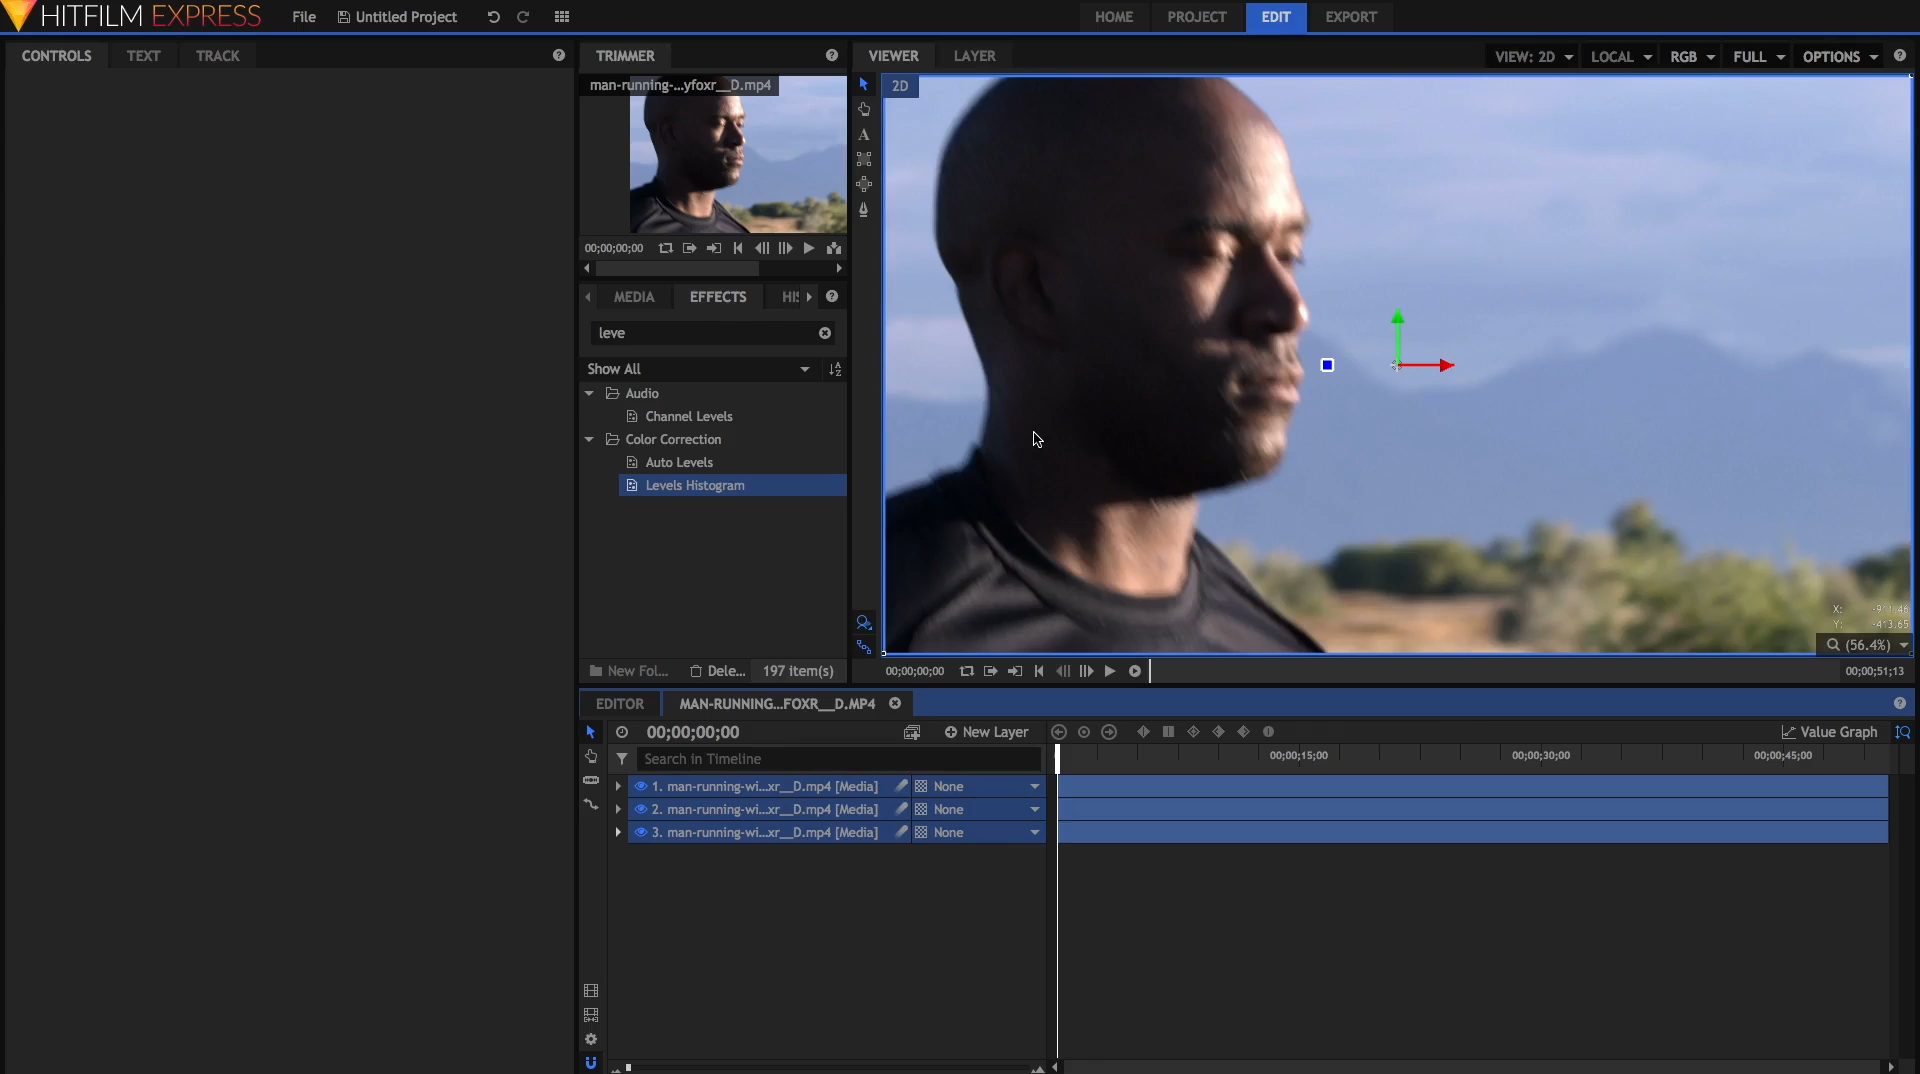 HITFILM EXPRESS File Untitled Project HOME PROJECT EDIT EXPORT
CONTROLS TEXT TRACK
TRIMMER
man-running-...yfoxr__D.mp4
00;00;00;00
MEDIA EFFECTS HIS
leve
Show All
Audio
Channel Levels
Color Correction
Auto Levels
Levels Histogram
New Fol... Dele... 197 item(s)
VIEWER LAYER VIEW: 2D LOCAL RGB FULL OPTIONS
2D
A
X: -911.46
Y: -413.65
(56.4%)
00;00;00;00 00;00;51;13
EDITOR MAN-RUNNING...FOXR__D.MP4
00;00;00;00 New Layer Value Graph
Search in Timeline 00;00;15;00 00;00;30;00 00;00;45;00
1. man-running-wi...xr__D.mp4 [Media] None
2. man-running-wi...xr__D.mp4 [Media] None
3. man-running-wi...xr__D.mp4 [Media] None